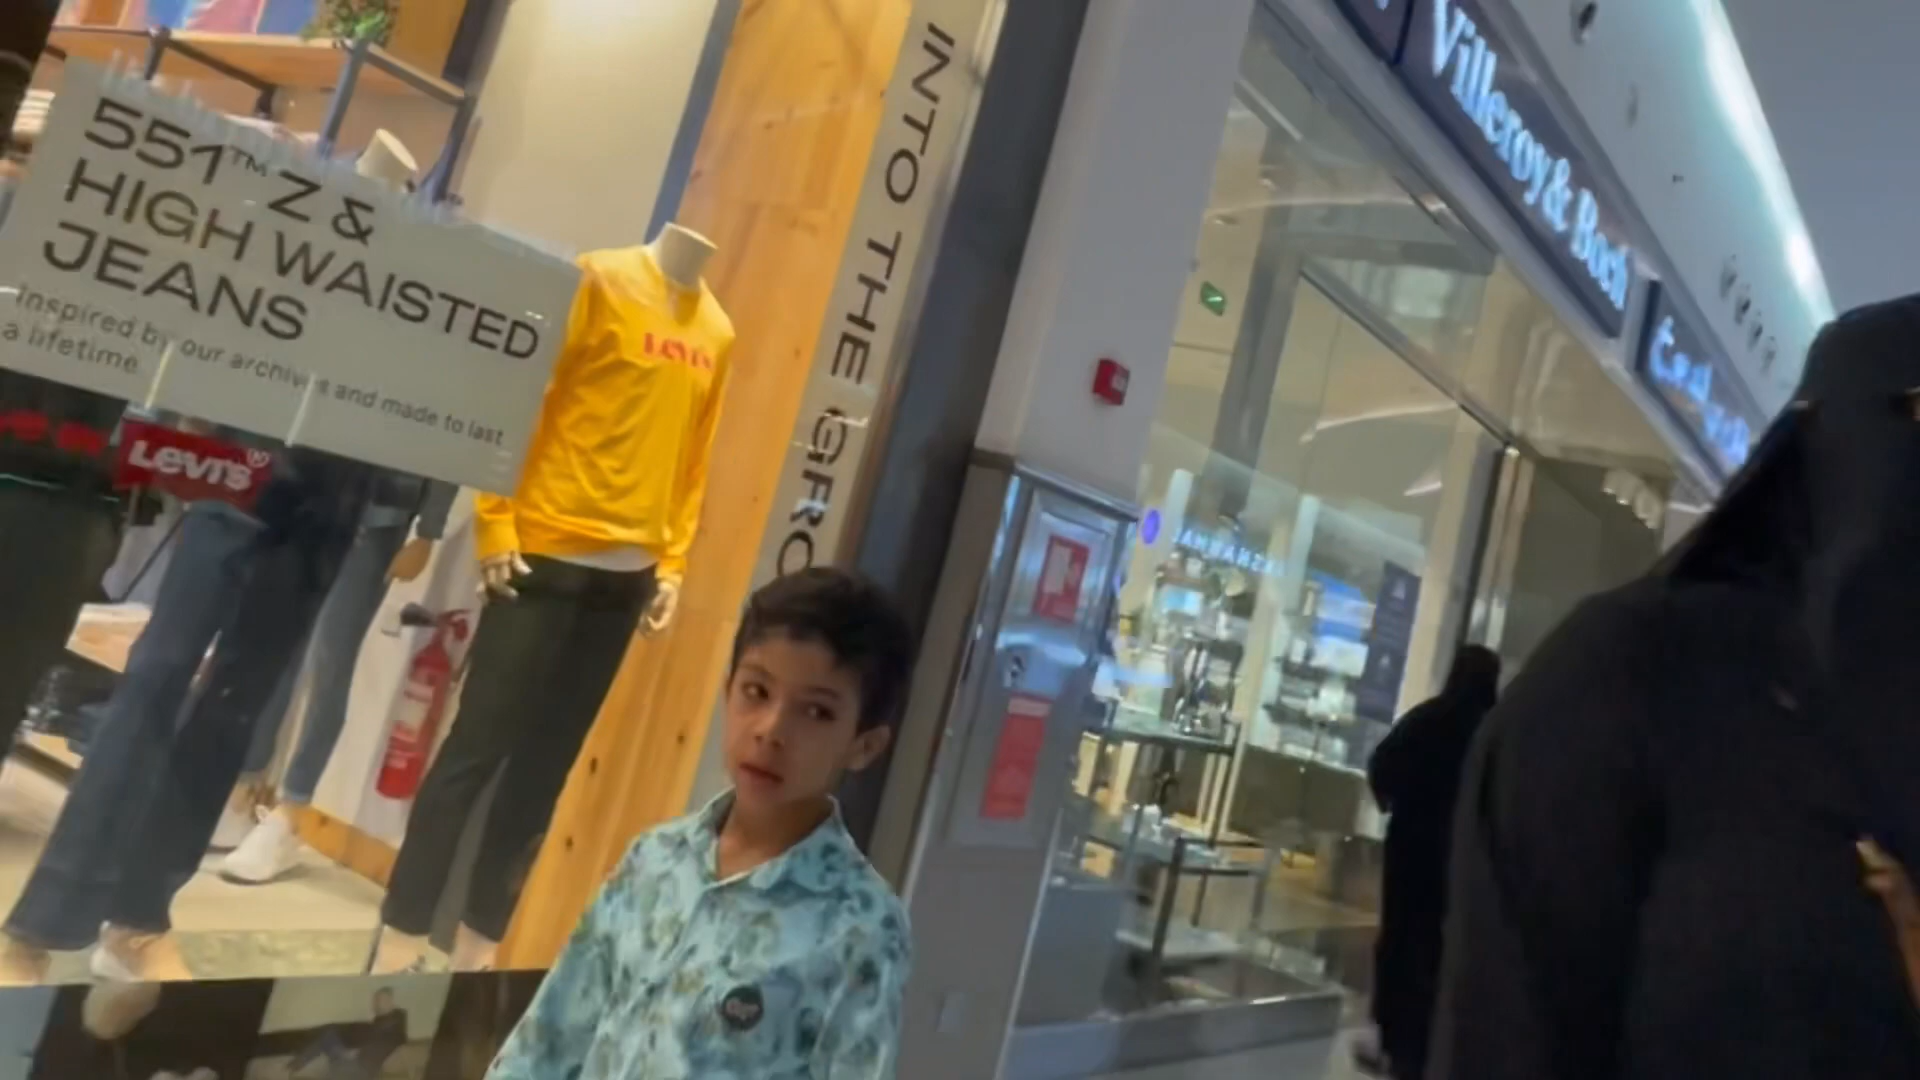 551™ Z &
HIGH WAISTED
JEANS
inspired by our archives and made to last
a lifetime.
Levi's
LEVI'S
INTO THE GRO
Villeroy & Boch